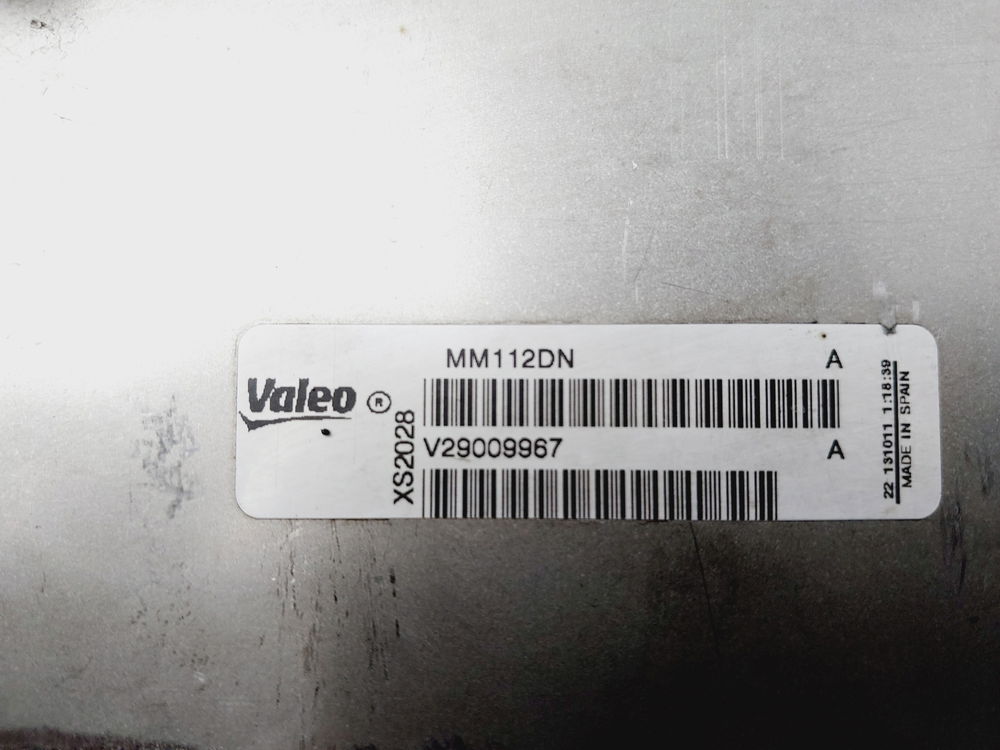 MM112DN A
Valeo ®
XS2028
V29009967 A
22 131011 1:18:39
MADE IN SPAIN